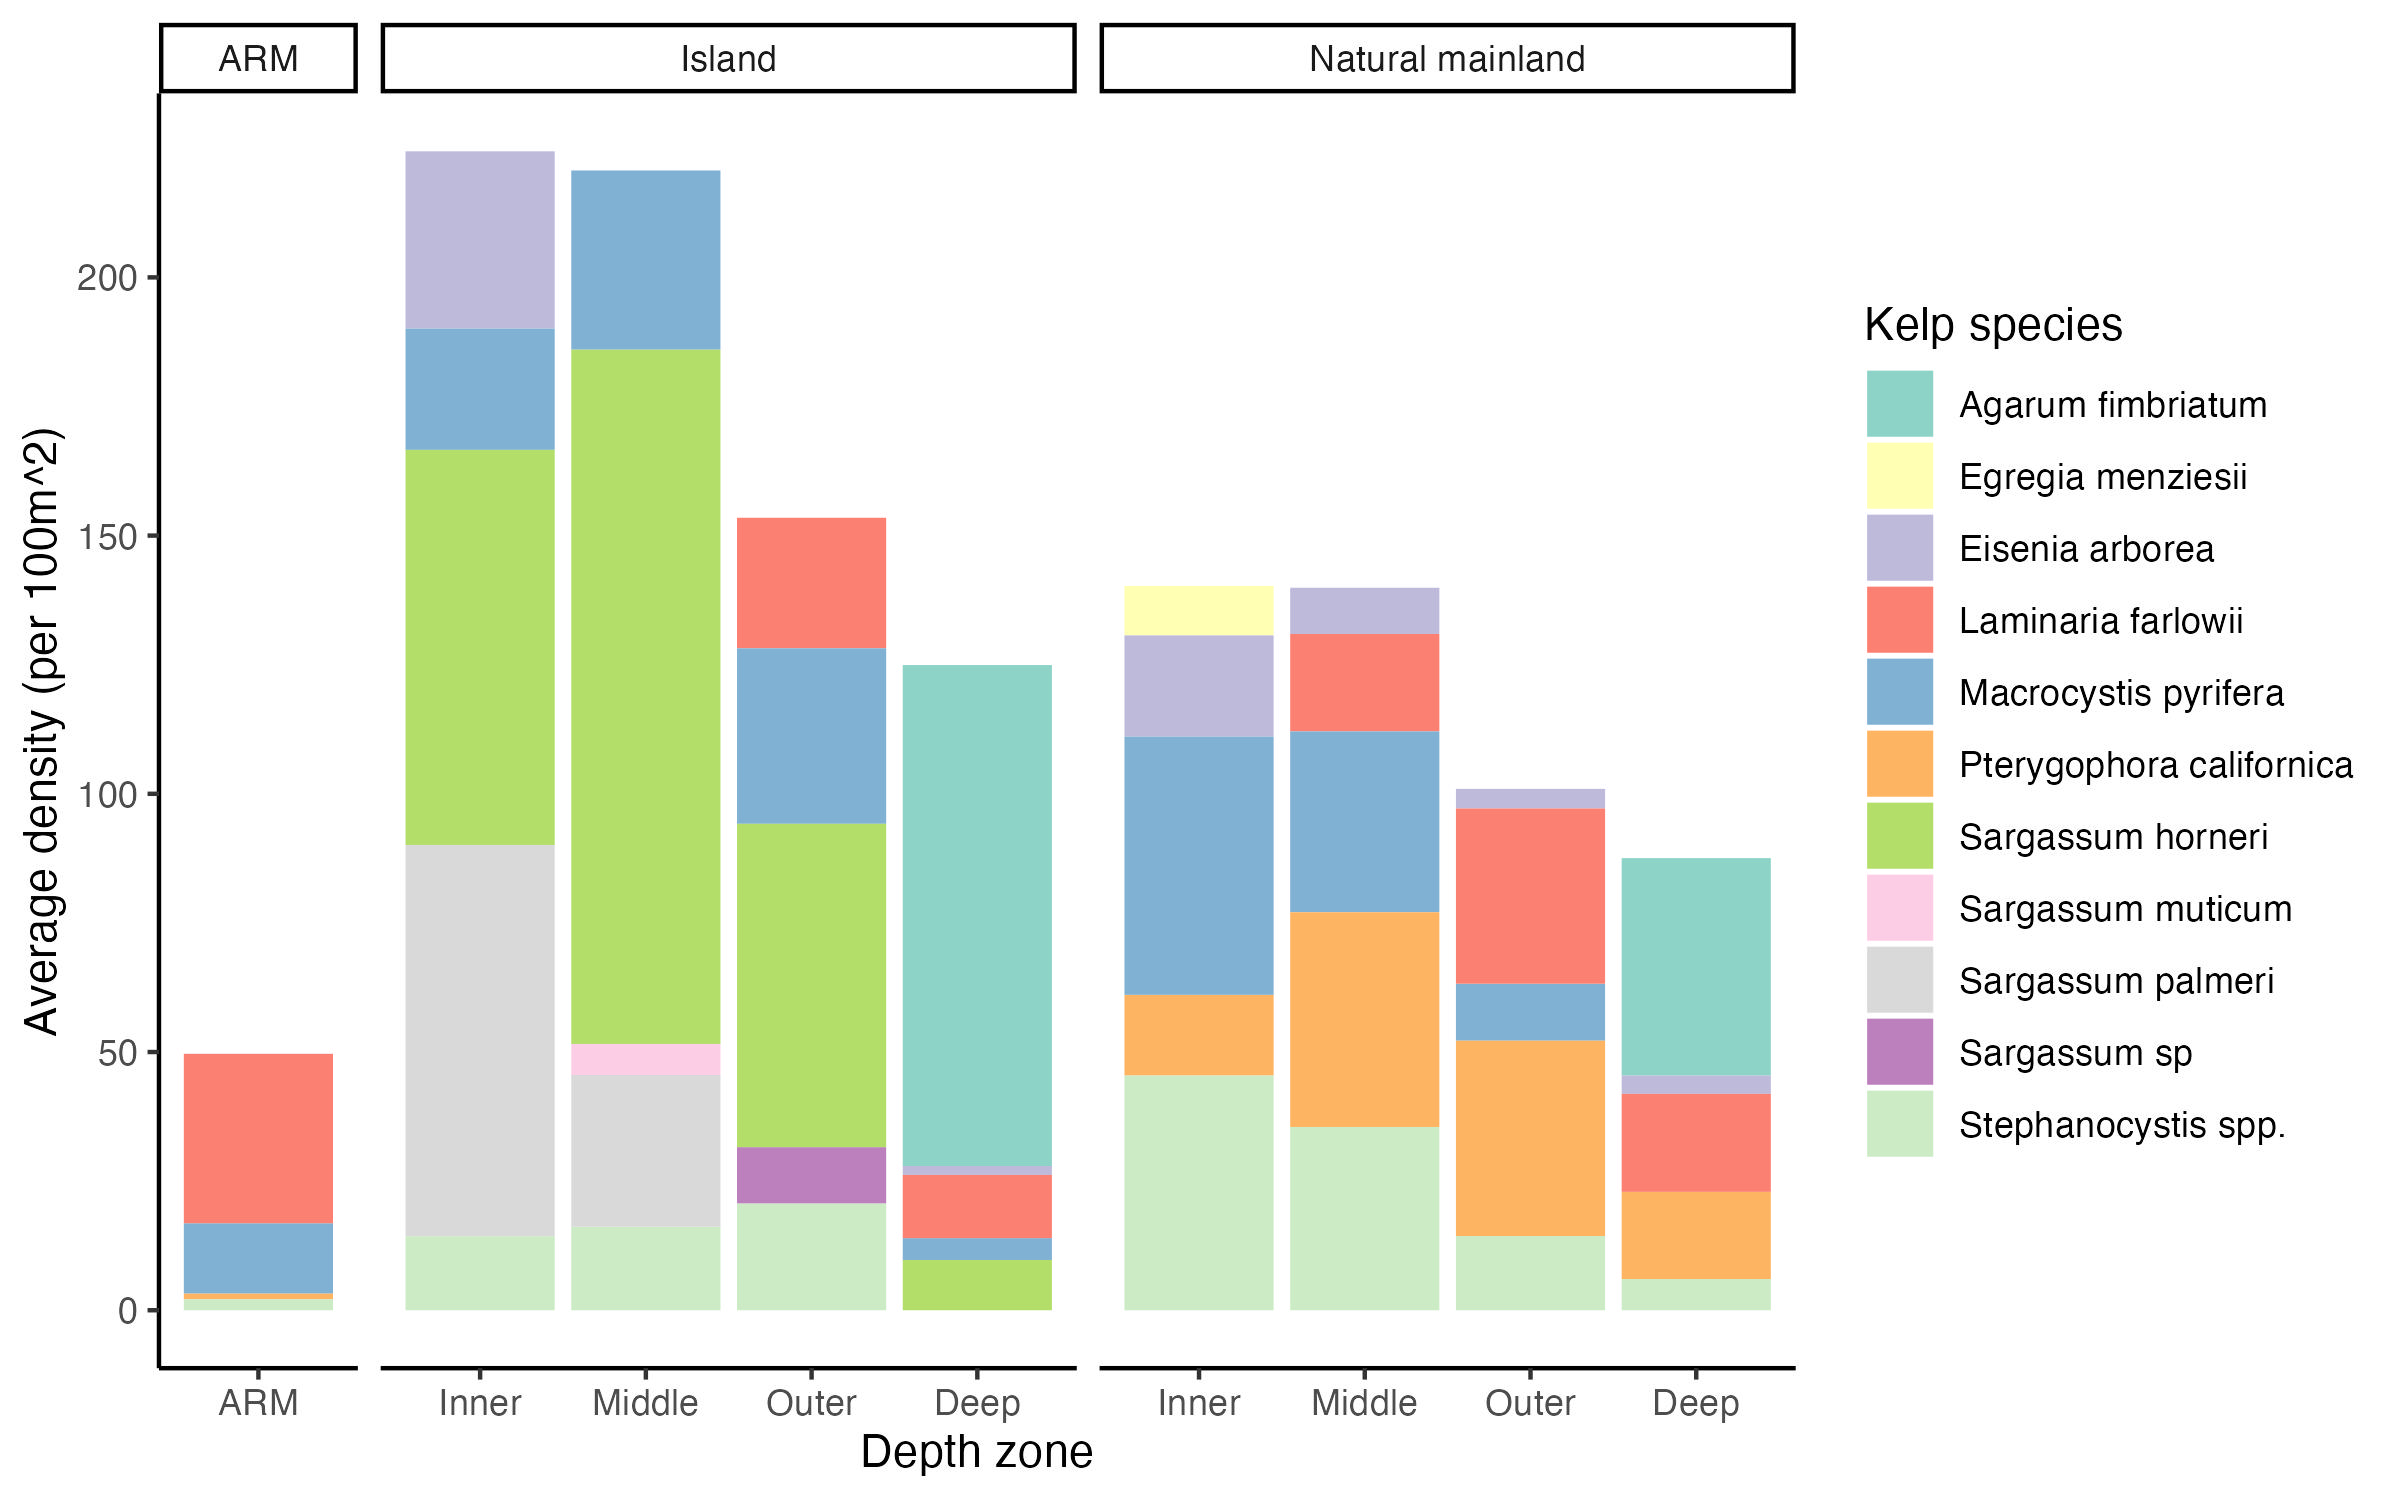 ARM
Island
Natural mainland
Average density (per 100m^2)
200
150
100
50
0
ARM
Inner
Middle
Outer
Deep
Inner
Middle
Outer
Deep
Depth zone
Kelp species
Agarum fimbriatum
Egregia menziesii
Eisenia arborea
Laminaria farlowii
Macrocystis pyrifera
Pterygophora californica
Sargassum horneri
Sargassum muticum
Sargassum palmeri
Sargassum sp
Stephanocystis spp.